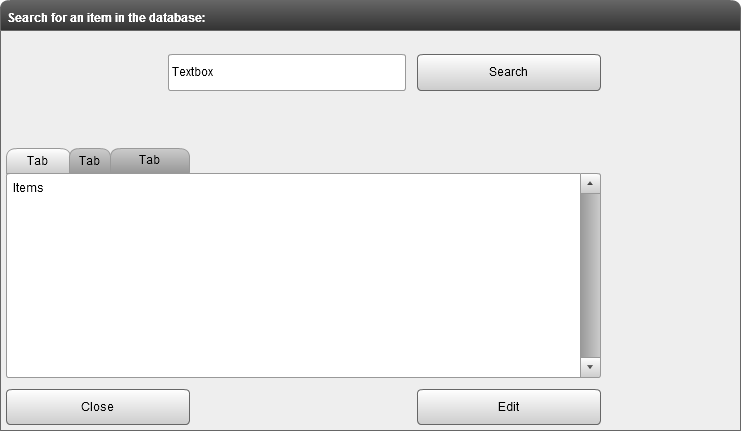 Search for an item in the database:
Textbox
Search
Tab Tab Tab
Items
Close
Edit